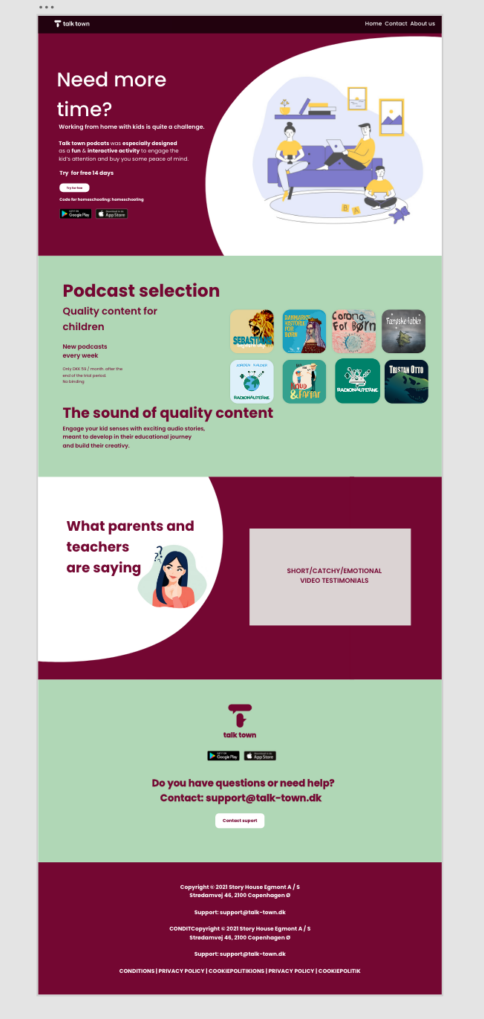 talk town
Home Contact About us
Need more
time?
Working from home with kids is quite a challenge.
Talk town podcats was especially designed
as a fun & interactive activity to engage the
kid's attention and buy you some peace of mind.
Try for free 14 days
Try for free
Code for homeschooling: homeschooling
Google Play
App Store
Podcast selection
Quality content for
children
New podcasts
every week
Only DKK 59 / month after the
end of the trial period.
No binding
Corona
For Børn
RADIONAUTERNE
RADIONAUTERNE
TRISTAN OTTO
The sound of quality content
Engage your kid senses with exciting audio stories,
meant to develop in their educational journey
and build their creativy.
What parents and
teachers
are saying
SHORT/CATCHY/EMOTIONAL
VIDEO TESTIMONIALS
talk town
Google Play
App Store
Do you have questions or need help?
Contact: support@talk-town.dk
Contact suport
Copyright © 2021 Story House Egmont A / S
Strødamvej 46, 2100 Copenhagen Ø
Support: support@talk-town.dk
CONDITCopyright © 2021 Story House Egmont A / S
Strødamvej 46, 2100 Copenhagen Ø
Support: support@talk-town.dk
CONDITIONS | PRIVACY POLICY | COOKIEPOLITIKIONS | PRIVACY POLICY | COOKIEPOLITIK